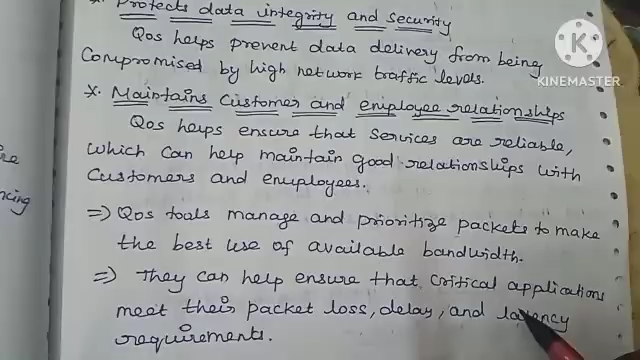 * Protects data integrity and security
Qos helps prevent data delivery from being
Compromised by high network traffic levels.
* Maintains Customer and employee relationships
Qos helps ensure that services are reliable,
which can help maintain good relationships with
Customers and employees.
=> Qos tools manage and prioritize packets to make
the best use of available bandwidth.
=> They can help ensure that critical applications
meet their packet loss, delay, and latency
requirements.
K
KINEMASTER